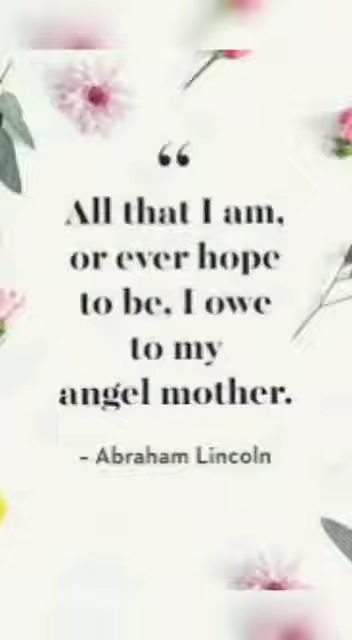 “
All that I am,
or ever hope
to be, I owe
to my
angel mother.
- Abraham Lincoln